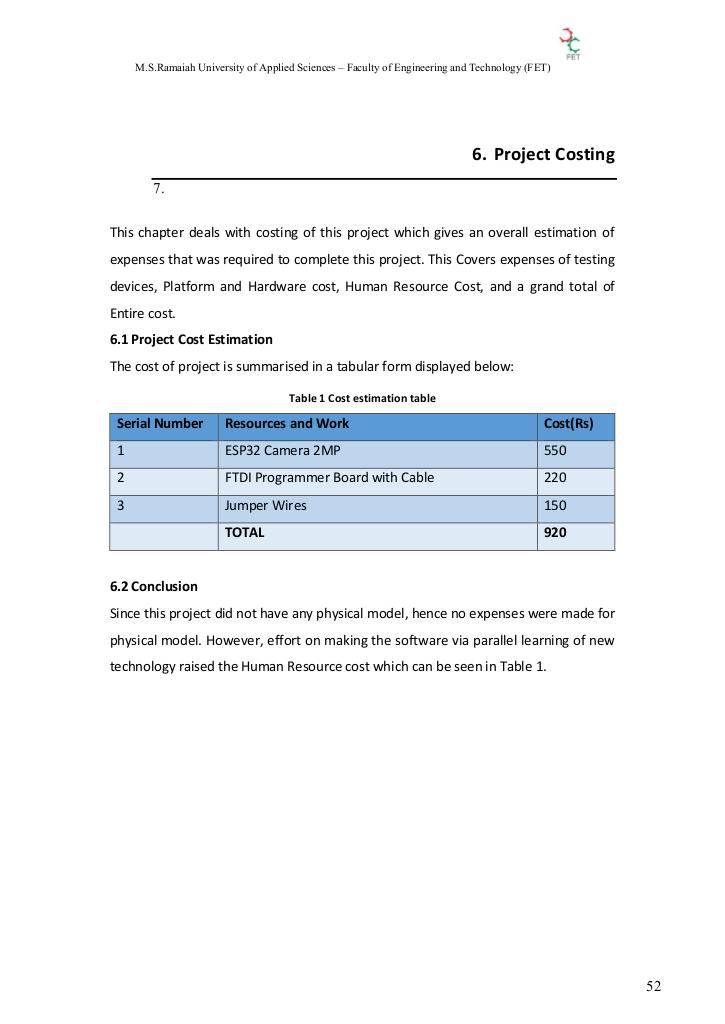 FET
M.S.Ramaiah University of Applied Sciences – Faculty of Engineering and Technology (FET)
6. Project Costing
7.
This chapter deals with costing of this project which gives an overall estimation of
expenses that was required to complete this project. This Covers expenses of testing
devices, Platform and Hardware cost, Human Resource Cost, and a grand total of
Entire cost.
6.1 Project Cost Estimation
The cost of project is summarised in a tabular form displayed below:
Table 1 Cost estimation table
Serial Number Resources and Work Cost(Rs)
1 ESP32 Camera 2MP 550
2 FTDI Programmer Board with Cable 220
3 Jumper Wires 150
TOTAL 920
6.2 Conclusion
Since this project did not have any physical model, hence no expenses were made for
physical model. However, effort on making the software via parallel learning of new
technology raised the Human Resource cost which can be seen in Table 1.
52